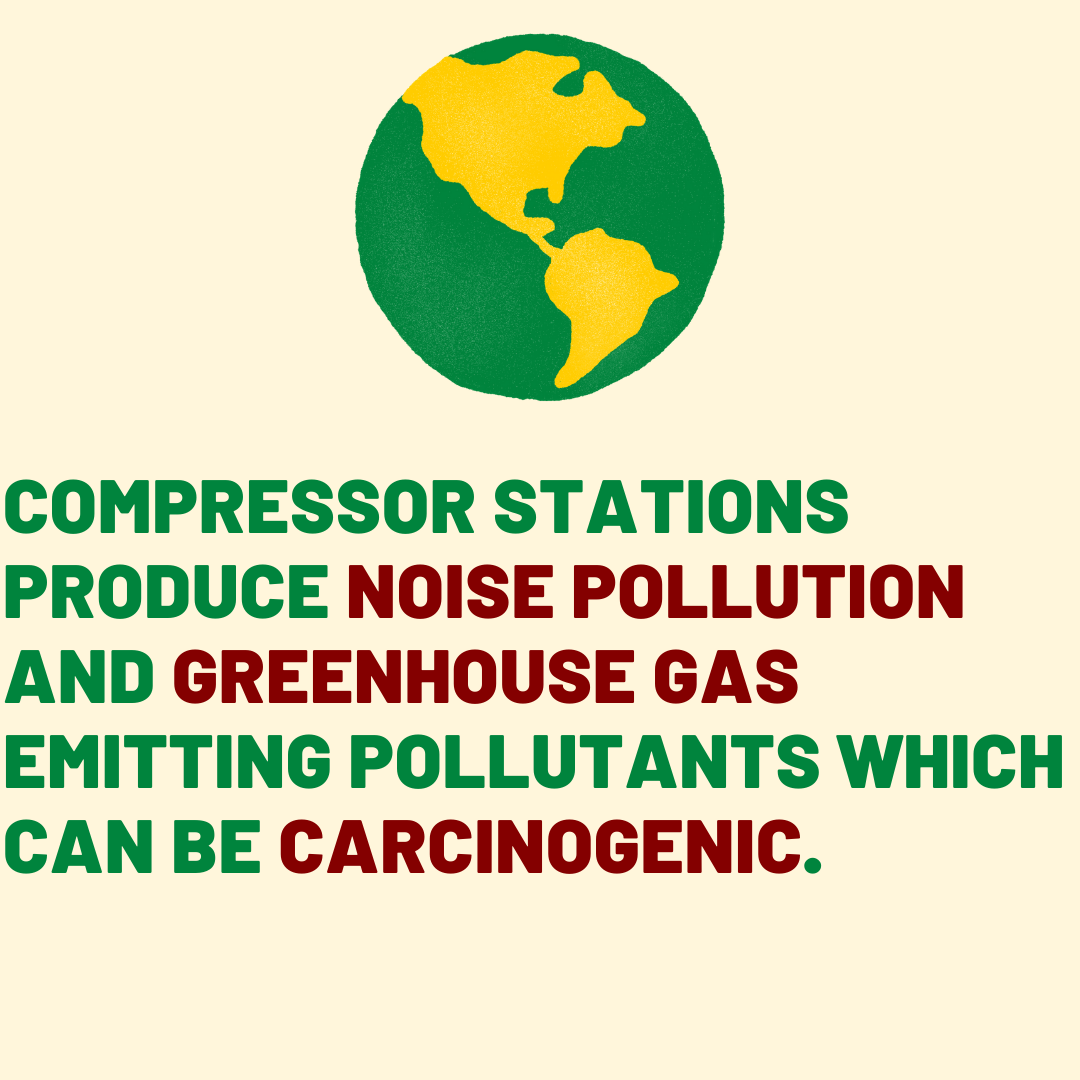 COMPRESSOR STATIONS
PRODUCE NOISE POLLUTION
AND GREENHOUSE GAS
EMITTING POLLUTANTS WHICH
CAN BE CARCINOGENIC.